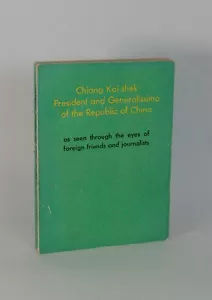 Chiang Kai-shek
President and Generalissimo
of the Republic of China
as seen through the eyes of
foreign friends and journalists